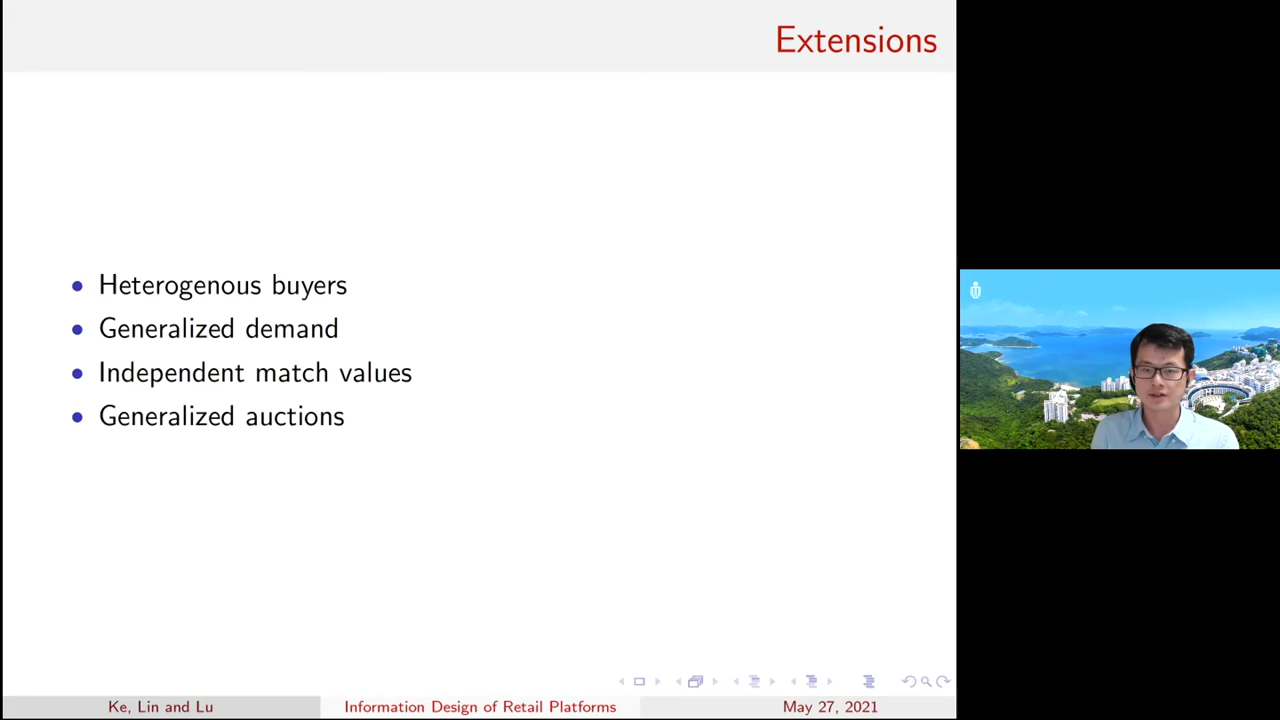 Extensions
Heterogenous buyers
Generalized demand
Independent match values
Generalized auctions
Ke, Lin and Lu
Information Design of Retail Platforms
May 27, 2021